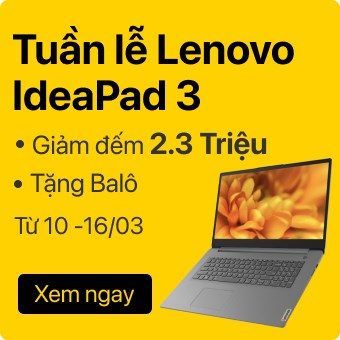 Tuần lễ Lenovo
IdeaPad 3
• Giảm đếm 2.3 Triệu
• Tặng Balô
Từ 10 -16/03
Xem ngay